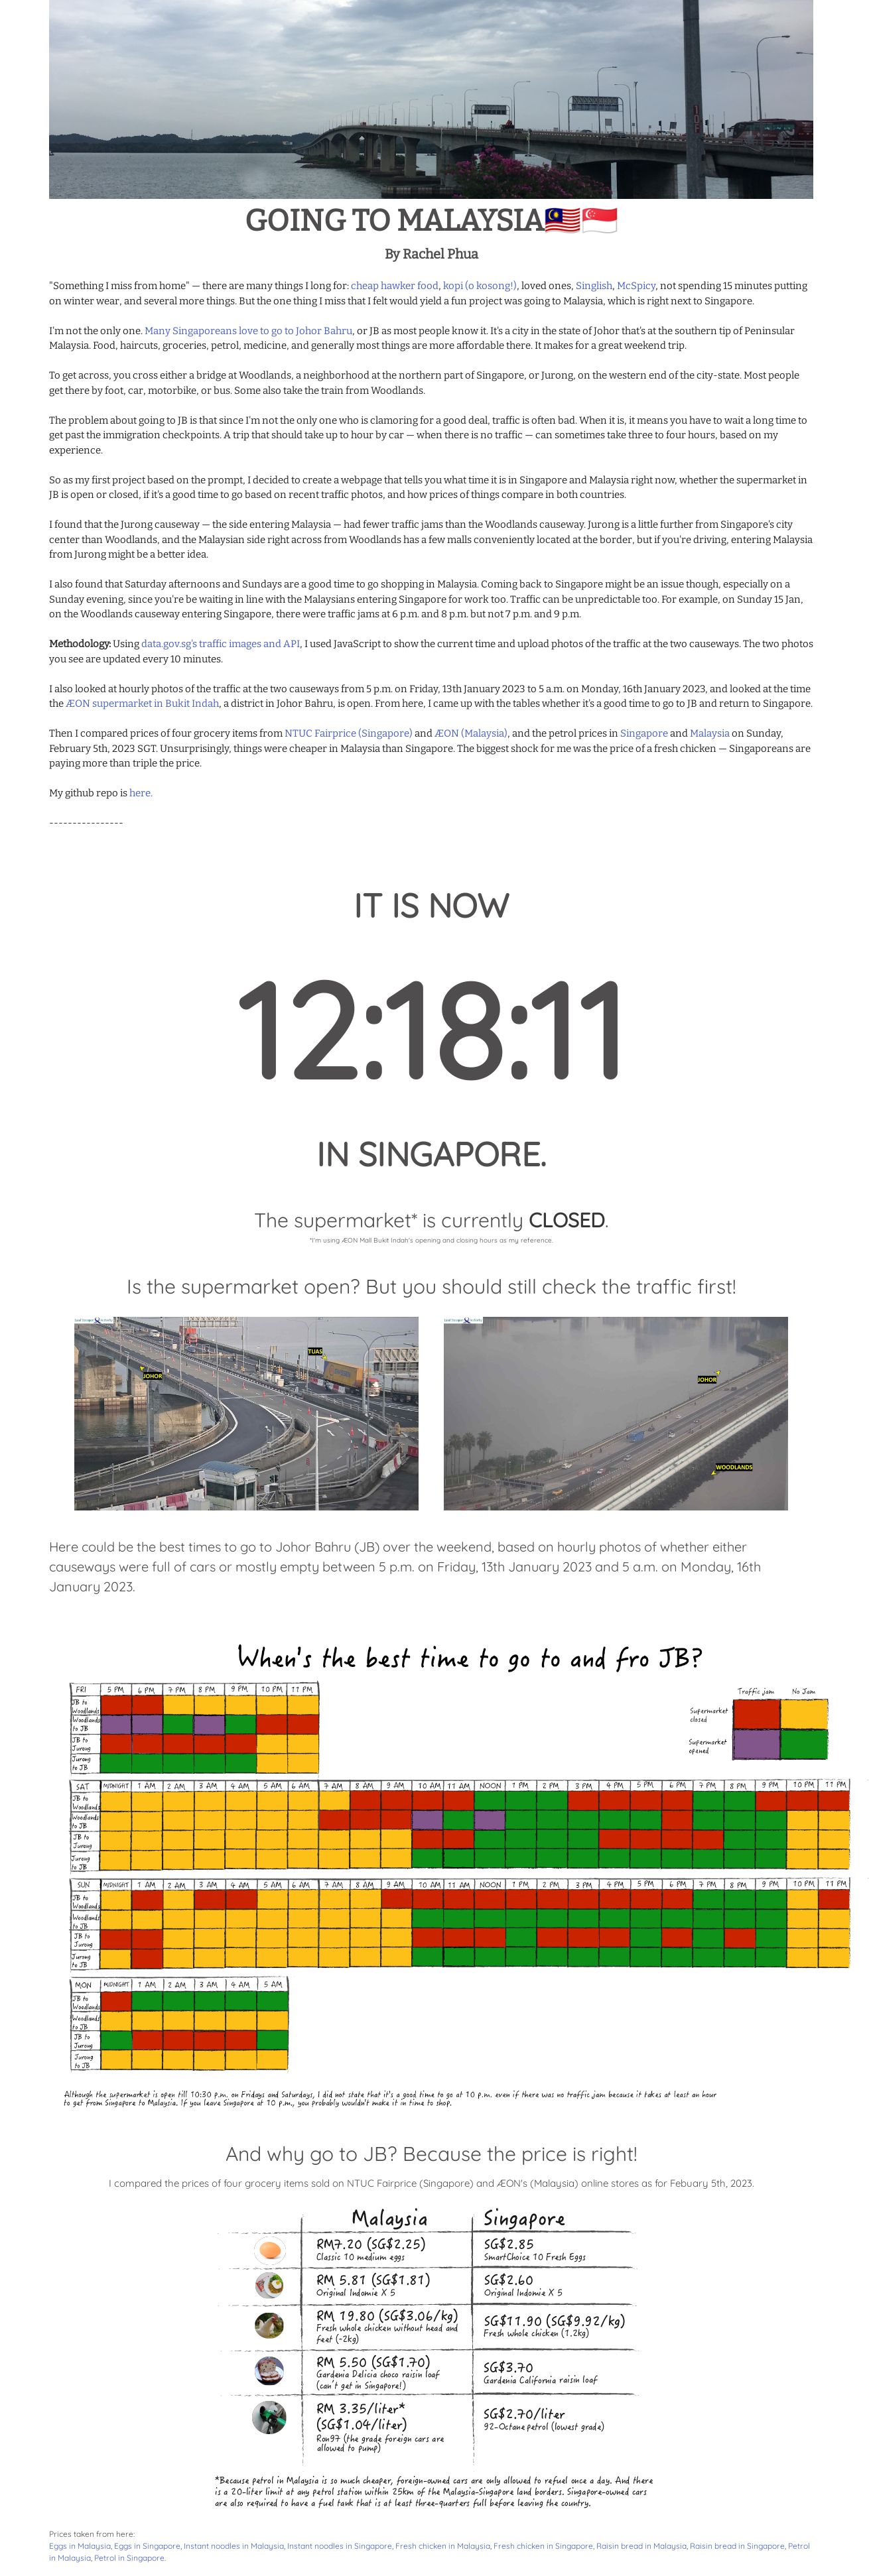 GOING TO MALAYSIA🇲🇾🇸🇬
By Rachel Phua
"Something I miss from home" — there are many things I long for: cheap hawker food, kopi (o kosong!), loved ones, Singlish, McSpicy, not spending 15 minutes putting
on winter wear, and several more things. But the one thing I miss that I felt would yield a fun project was going to Malaysia, which is right next to Singapore.
I'm not the only one. Many Singaporeans love to go to Johor Bahru, or JB as most people know it. It's a city in the state of Johor that's at the southern tip of Peninsular
Malaysia. Food, haircuts, groceries, petrol, medicine, and generally most things are more affordable there. It makes for a great weekend trip.
To get across, you cross either a bridge at Woodlands, a neighborhood at the northern part of Singapore, or Jurong, on the western end of the city-state. Most people
get there by foot, car, motorbike, or bus. Some also take the train from Woodlands.
The problem about going to JB is that since I'm not the only one who is clamoring for a good deal, traffic is often bad. When it is, it means you have to wait a long time to
get past the immigration checkpoints. A trip that should take up to hour by car — when there is no traffic — can sometimes take three to four hours, based on my
experience.
So as my first project based on the prompt, I decided to create a webpage that tells you what time it is in Singapore and Malaysia right now, whether the supermarket in
JB is open or closed, if it's a good time to go based on recent traffic photos, and how prices of things compare in both countries.
I found that the Jurong causeway — the side entering Malaysia — had fewer traffic jams than the Woodlands causeway. Jurong is a little further from Singapore's city
center than Woodlands, and the Malaysian side right across from Woodlands has a few malls conveniently located at the border, but if you're driving, entering Malaysia
from Jurong might be a better idea.
I also found that Saturday afternoons and Sundays are a good time to go shopping in Malaysia. Coming back to Singapore might be an issue though, especially on a
Sunday evening, since you're be waiting in line with the Malaysians entering Singapore for work too. Traffic can be unpredictable too. For example, on Sunday 15 Jan,
on the Woodlands causeway entering Singapore, there were traffic jams at 6 p.m. and 8 p.m. but not 7 p.m. and 9 p.m.
Methodology: Using data.gov.sg's traffic images and API, I used JavaScript to show the current time and upload photos of the traffic at the two causeways. The two photos
you see are updated every 10 minutes.
I also looked at hourly photos of the traffic at the two causeways from 5 p.m. on Friday, 13th January 2023 to 5 a.m. on Monday, 16th January 2023, and looked at the time
the ÆON supermarket in Bukit Indah, a district in Johor Bahru, is open. From here, I came up with the tables whether it's a good time to go to JB and return to Singapore.
Then I compared prices of four grocery items from NTUC Fairprice (Singapore) and ÆON (Malaysia), and the petrol prices in Singapore and Malaysia on Sunday,
February 5th, 2023 SGT. Unsurprisingly, things were cheaper in Malaysia than Singapore. The biggest shock for me was the price of a fresh chicken — Singaporeans are
paying more than triple the price.
My github repo is here.
----------------
IT IS NOW
12:18:11
IN SINGAPORE.
The supermarket* is currently CLOSED.
*I'm using ÆON Mall Bukit Indah's opening and closing hours as my reference.
Is the supermarket open? But you should still check the traffic first!
JOHOR
TUAS
JOHOR
WOODLANDS
Here could be the best times to go to Johor Bahru (JB) over the weekend, based on hourly photos of whether either
causeways were full of cars or mostly empty between 5 p.m. on Friday, 13th January 2023 and 5 a.m. on Monday, 16th
January 2023.
When's the best time to go to and fro JB?
Traffic jam No Jam
Supermarket
closed
Supermarket
opened
FRI 5 PM 6 PM 7 PM 8 PM 9 PM 10 PM 11 PM
JB to
Woodlands
Woodlands
to JB
JB to
Jurong
Jurong
to JB
SAT MIDNIGHT 1 AM 2 AM 3 AM 4 AM 5 AM 6 AM 7 AM 8 AM 9 AM 10 AM 11 AM NOON 1 PM 2 PM 3 PM 4 PM 5 PM 6 PM 7 PM 8 PM 9 PM 10 PM 11 PM
JB to
Woodlands
Woodlands
to JB
JB to
Jurong
Jurong
to JB
SUN MIDNIGHT 1 AM 2 AM 3 AM 4 AM 5 AM 6 AM 7 AM 8 AM 9 AM 10 AM 11 AM NOON 1 PM 2 PM 3 PM 4 PM 5 PM 6 PM 7 PM 8 PM 9 PM 10 PM 11 PM
JB to
Woodlands
Woodlands
to JB
JB to
Jurong
Jurong
to JB
MON MIDNIGHT 1 AM 2 AM 3 AM 4 AM 5 AM
JB to
Woodlands
Woodlands
to JB
JB to
Jurong
Jurong
to JB
Although the supermarket is open till 10:30 p.m. on Fridays and Saturdays, I did not state that it's a good time to go at 10 p.m. even if there was no traffic jam because it takes at least an hour
to get from Singapore to Malaysia. If you leave Singapore at 10 p.m., you probably wouldn't make it in time to shop.
And why go to JB? Because the price is right!
I compared the prices of four grocery items sold on NTUC Fairprice (Singapore) and ÆON's (Malaysia) online stores as for Febuary 5th, 2023.
Malaysia Singapore
RM7.20 (SG$2.25)
Classic 10 medium eggs
SG$2.85
SmartChoice 10 Fresh Eggs
RM 5.81 (SG$1.81)
Original Indomie X 5
SG$2.60
Original Indomie X 5
RM 19.80 (SG$3.06/kg)
Fresh whole chicken without head and
feet (~2kg)
SG$11.90 (SG$9.92/kg)
Fresh whole chicken (1.2kg)
RM 5.50 (SG$1.70)
Gardenia Delicia choco raisin loaf
(can't get in Singapore!)
SG$3.70
Gardenia California raisin loaf
RM 3.35/liter*
(SG$1.04/liter)
Ron97 (the grade foreign cars are
allowed to pump)
SG$2.70/liter
92-Octane petrol (lowest grade)
*Because petrol in Malaysia is so much cheaper, foreign-owned cars are only allowed to refuel once a day. And there
is a 20-liter limit at any petrol station within 25km of the Malaysia-Singapore land borders. Singapore-owned cars
are also required to have a fuel tank that is at least three-quarters full before leaving the country.
Prices taken from here:
Eggs in Malaysia, Eggs in Singapore, Instant noodles in Malaysia, Instant noodles in Singapore, Fresh chicken in Malaysia, Fresh chicken in Singapore, Raisin bread in Malaysia, Raisin bread in Singapore, Petrol
in Malaysia, Petrol in Singapore.